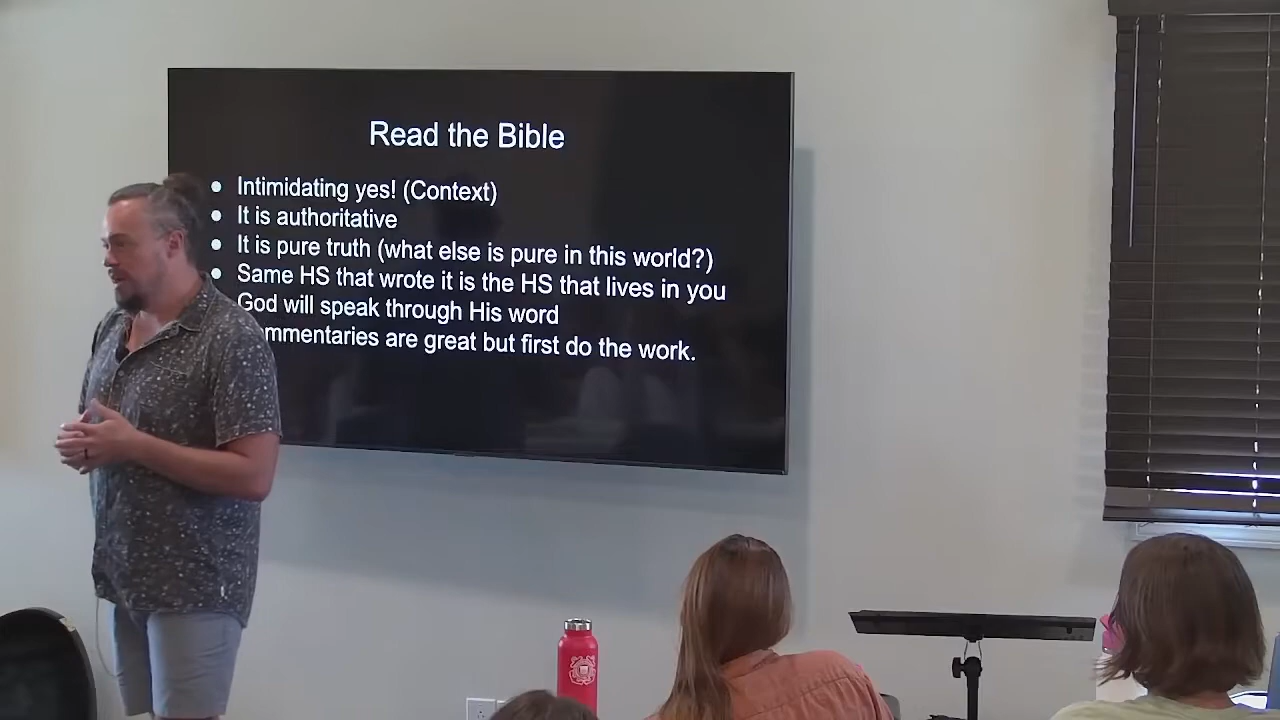 Read the Bible
Intimidating yes! (Context)
It is authoritative
It is pure truth (what else is pure in this world?)
Same HS that wrote it is the HS that lives in you
God will speak through His word
are great but first do the work.